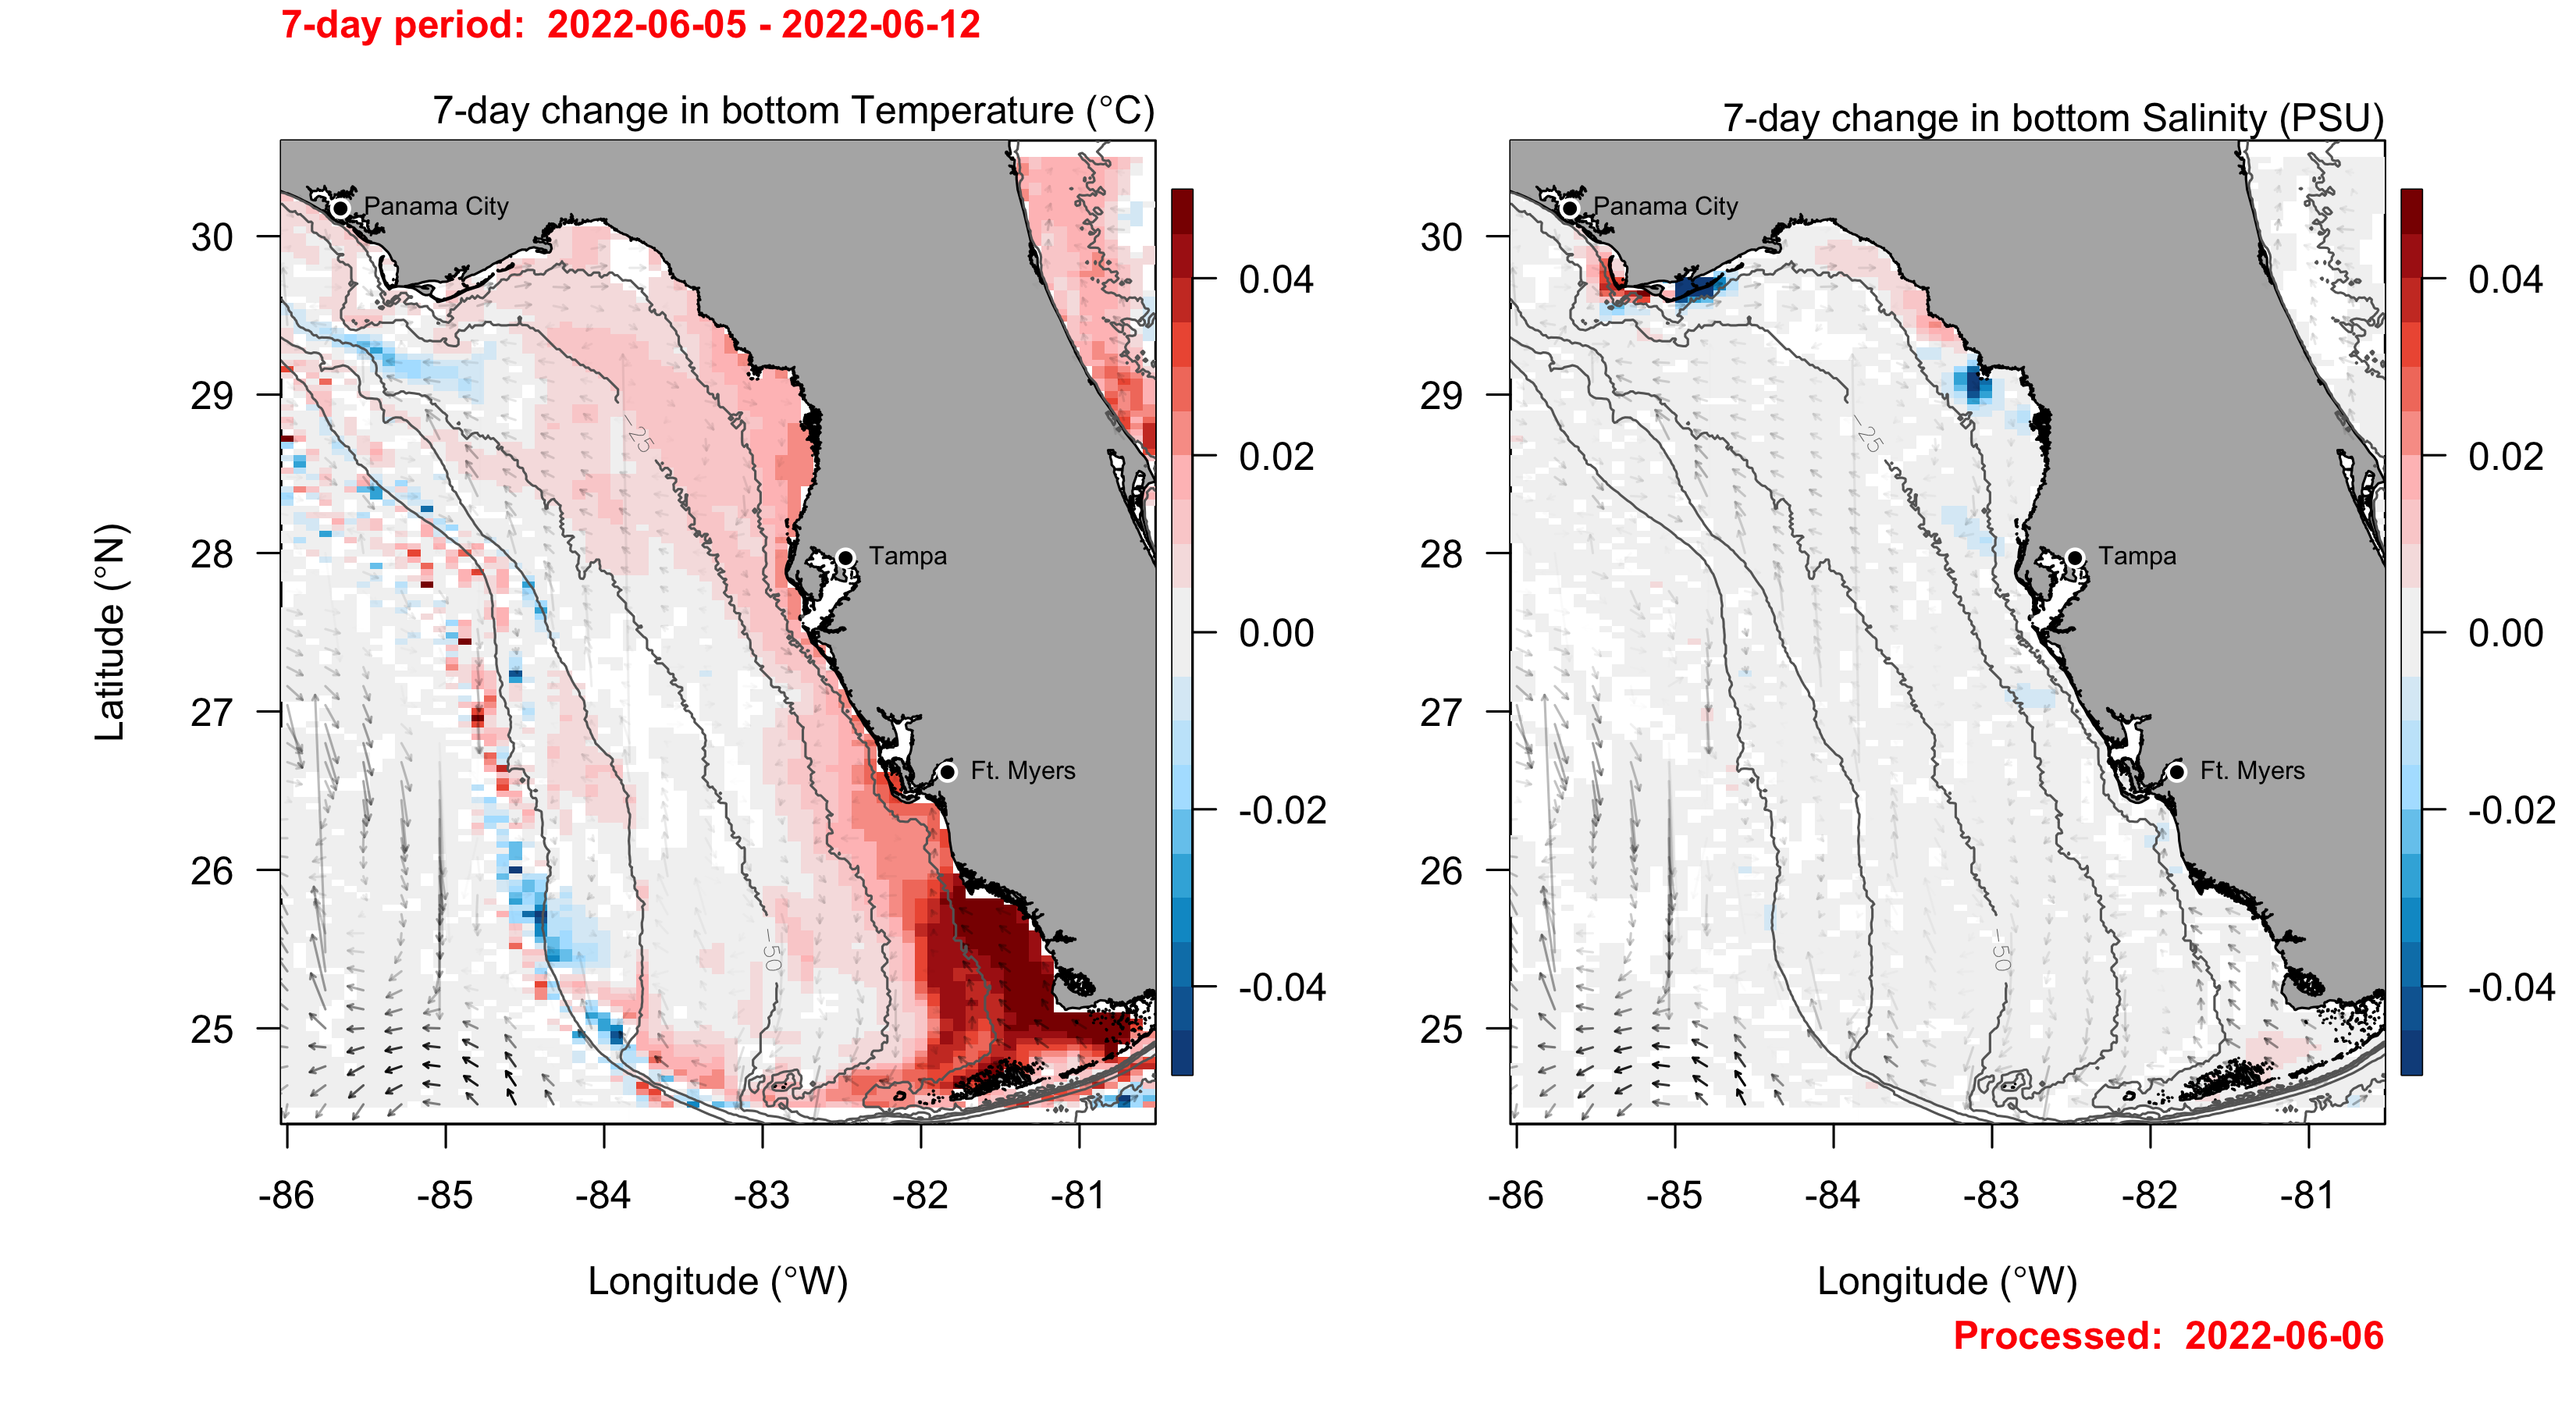 7-day period:  2022-06-05 - 2022-06-12
7-day change in bottom Temperature (°C)
7-day change in bottom Salinity (PSU)
Panama City
Tampa
Ft. Myers
−25
−50
30
29
28
27
26
25
Latitude (°N)
-86 -85 -84 -83 -82 -81
Longitude (°W)
0.04
0.02
0.00
-0.02
-0.04
Panama City
Tampa
Ft. Myers
−25
−50
30
29
28
27
26
25
-86 -85 -84 -83 -82 -81
Longitude (°W)
0.04
0.02
0.00
-0.02
-0.04
Processed:  2022-06-06